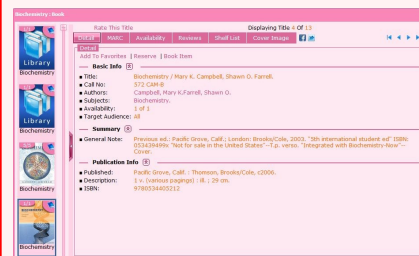 Biochemistry : Book
Rate This Title
Displaying Title 4 Of 13
Detail MARC Availability Reviews Shelf List Cover Image
Detail
Add To Favorites | Reserve | Book Item
Basic Info
Title: Biochemistry / Mary K. Campbell, Shawn O. Farrell.
Call No: 572 CAM-B
Authors: Campbell, Mary K.Farrell, Shawn O.
Subjects: Biochemistry.
Availability: 1 of 1
Target Audience: All
Summary
General Note: Previous ed.: Pacific Grove, Calif.; London: Brooks/Cole, 2003. "5th international student ed" ISBN:
053439499x "Not for sale in the United States"--T.p. verso. "Integrated with Biochemistry-Now"--
Cover.
Publication Info
Published: Pacific Grove, Calif. : Thomson, Brooks/Cole, c2006.
Description: 1 v. (various pagings) : ill. ; 29 cm.
ISBN: 9780534405212
Library
Biochemistry
Library
Biochemistry
Biochemistry
Biochemistry